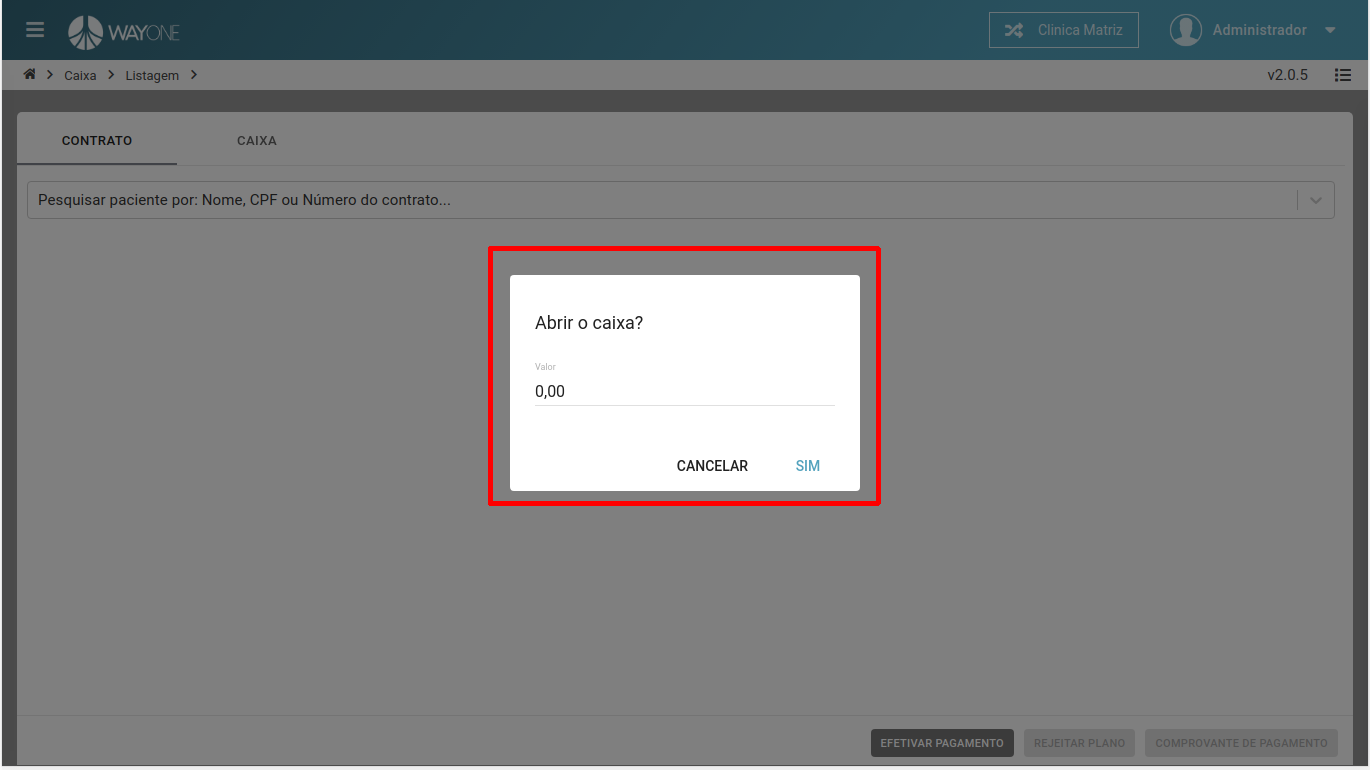 WAYONE
Clinica Matriz
Administrador
Caixa
Listagem
v2.0.5
CONTRATO
CAIXA
Pesquisar paciente por: Nome, CPF ou Número do contrato...
Abrir o caixa?
Valor
0,00
CANCELAR
SIM
EFETIVAR PAGAMENTO
REJEITAR PLANO
COMPROVANTE DE PAGAMENTO